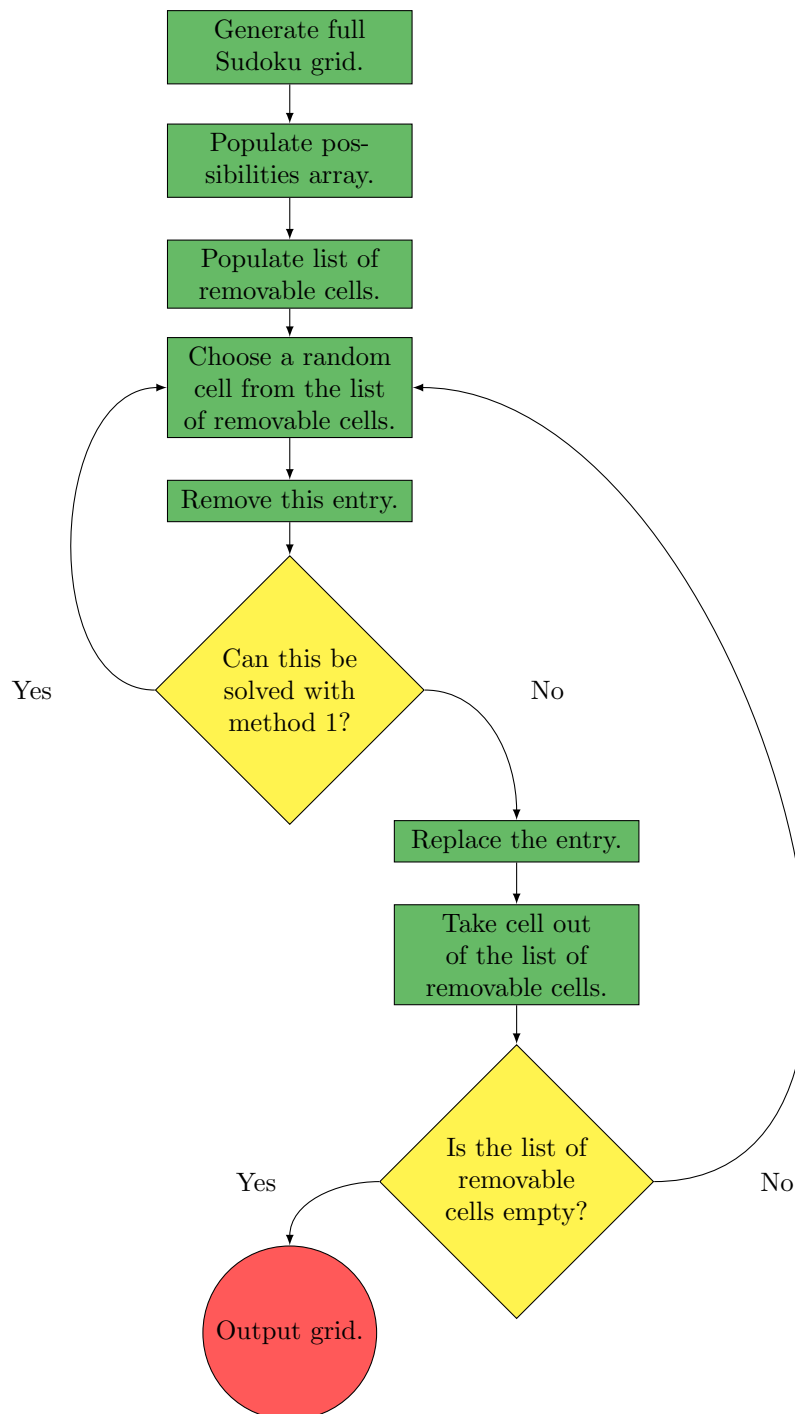 Generate full
Sudoku grid.
Populate pos-
sibilities array.
Populate list of
removable cells.
Choose a random
cell from the list
of removable cells.
Remove this entry.
Can this be
solved with
method 1?
Yes
No
Replace the entry.
Take cell out
of the list of
removable cells.
Is the list of
removable
cells empty?
Yes
No
Output grid.